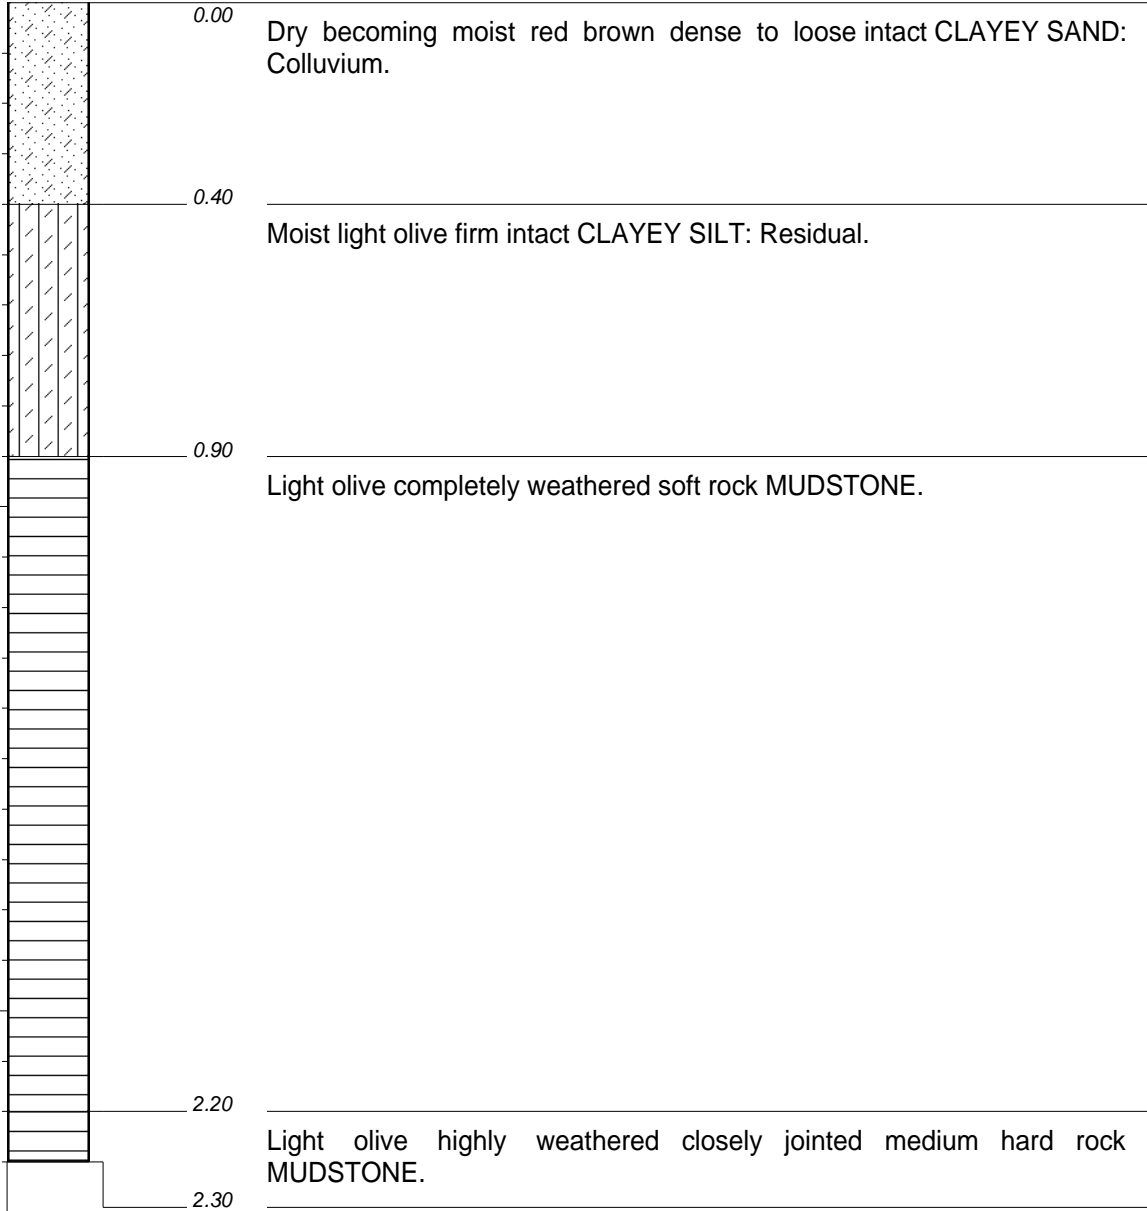 0.00
Dry becoming moist red brown dense to loose intact CLAYEY SAND:
Colluvium.
0.40
Moist light olive firm intact CLAYEY SILT: Residual.
0.90
Light olive completely weathered soft rock MUDSTONE.
2.20
Light olive highly weathered closely jointed medium hard rock
MUDSTONE.
2.30